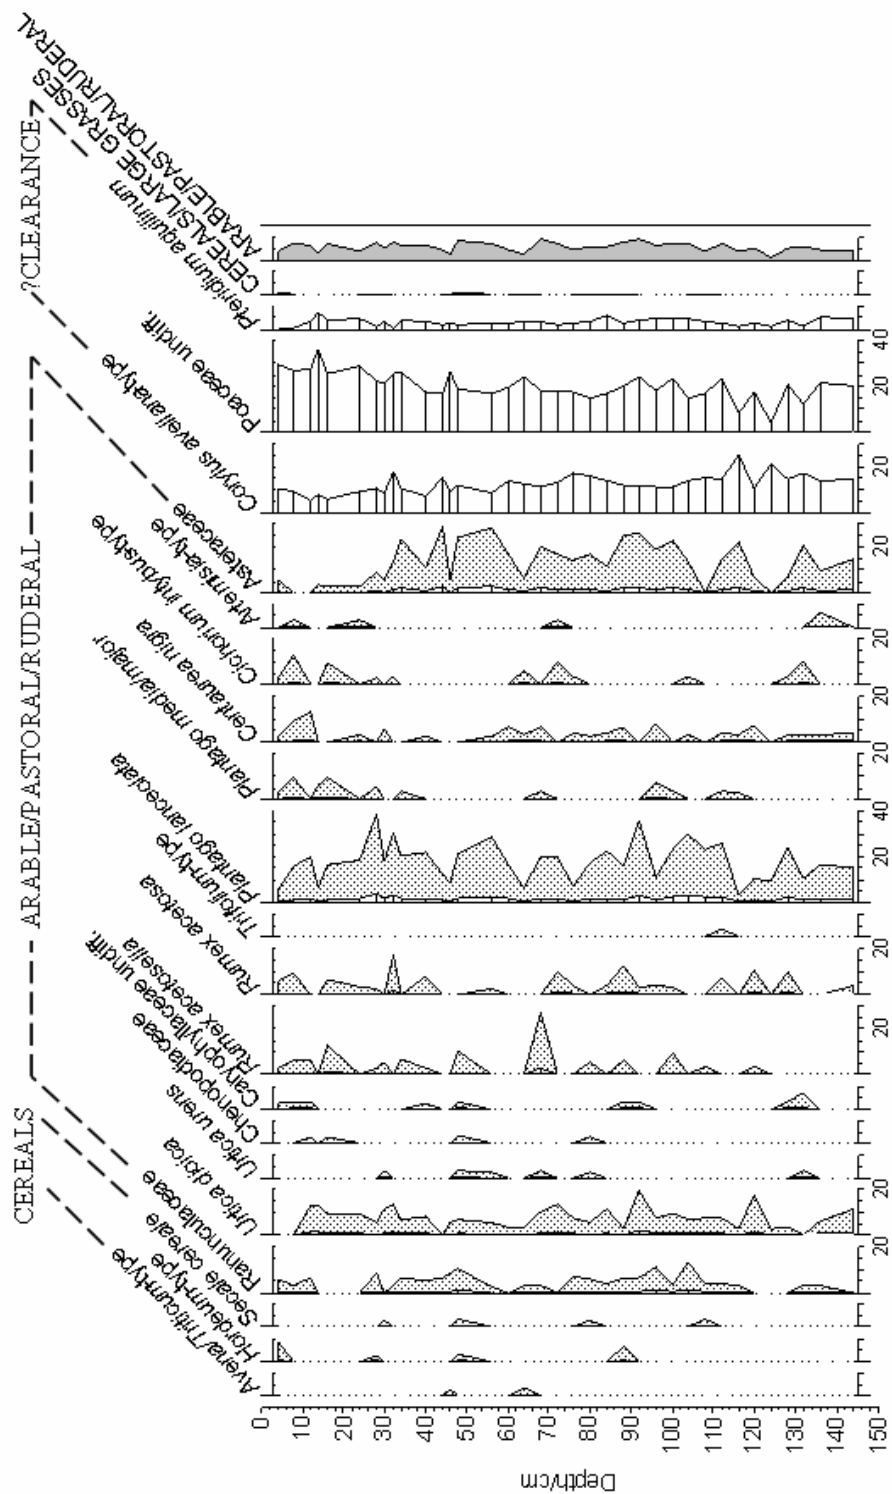 CEREALS
ARABLE/PASTORAL/RUDERAL
?CLEARANCE
Avena/Triticum-type
Hordeum-type
Secale cereale
Ranunculaceae
Urtica dioica
Urtica urens
Chenopodiaceae
Caryophyllaceae undiff.
Rumex acetosella
Rumex acetosa
Trifolium-type
Plantago lanceolata
Plantago media/major
Centaurea nigra
Cichorium intybus-type
Artemisia-type
Asteraceae
Corylus avellana-type
Poaceae undiff.
Pteridium aquilinum
CEREALS/LARGE GRASSES
ARABLE/PASTORAL/RUDERAL
Depth/cm
0
10
20
30
40
50
60
70
80
90
100
110
120
130
140
150
20
20
20
20
20
40
20
20
20
20
20
20
40